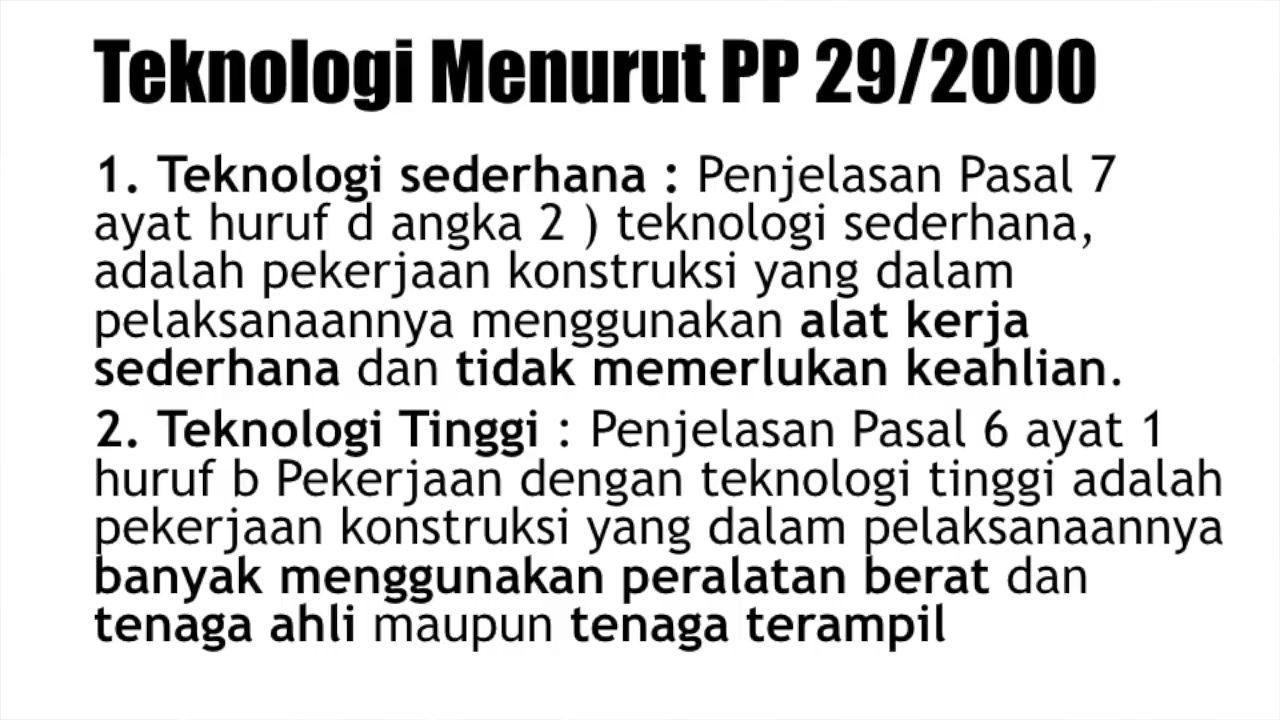 Teknologi Menurut PP 29/2000
1. Teknologi sederhana : Penjelasan Pasal 7
ayat huruf d angka 2 ) teknologi sederhana,
adalah pekerjaan konstruksi yang dalam
pelaksanaannya menggunakan alat kerja
sederhana dan tidak memerlukan keahlian.
2. Teknologi Tinggi : Penjelasan Pasal 6 ayat 1
huruf b Pekerjaan dengan teknologi tinggi adalah
pekerjaan konstruksi yang dalam pelaksanaannya
banyak menggunakan peralatan berat dan
tenaga ahli maupun tenaga terampil